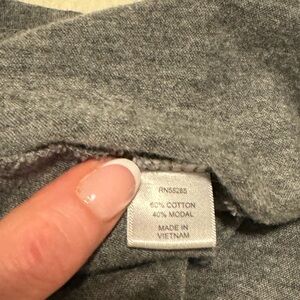 RN55285
60% COTTON
40% MODAL
MADE IN
VIETNAM